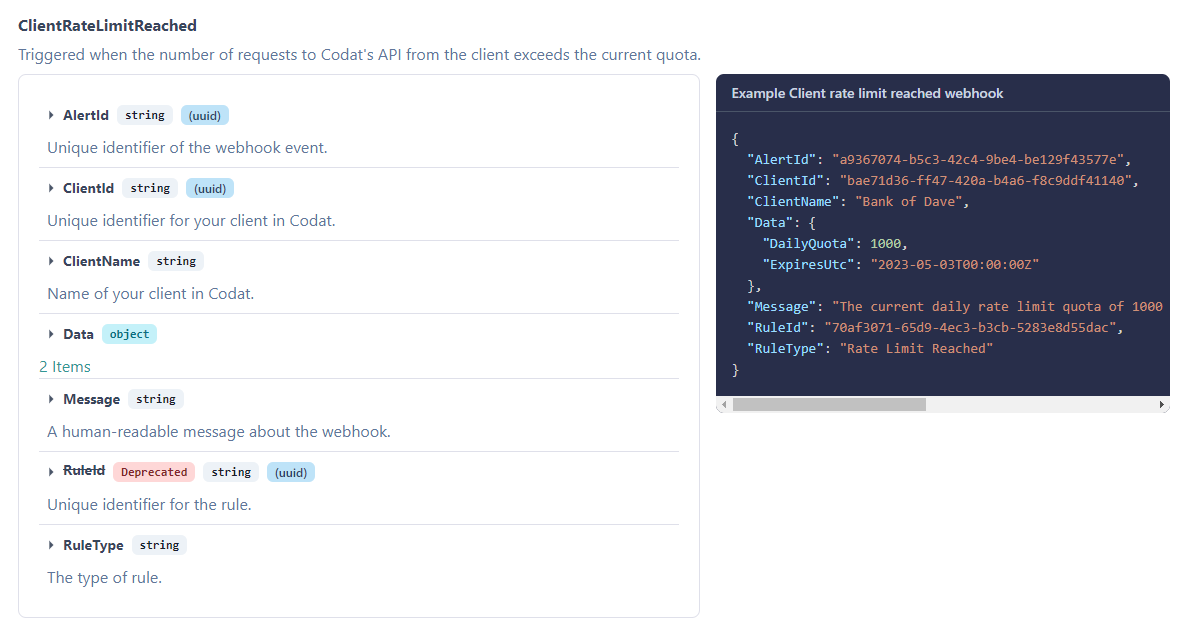 ClientRateLimitReached
Triggered when the number of requests to Codat's API from the client exceeds the current quota.
AlertId string (uuid)
Unique identifier of the webhook event.
ClientId string (uuid)
Unique identifier for your client in Codat.
ClientName string
Name of your client in Codat.
Data object
2 Items
Message string
A human-readable message about the webhook.
RuleId Deprecated string (uuid)
Unique identifier for the rule.
RuleType string
The type of rule.
Example Client rate limit reached webhook
{
"AlertId": "a9367074-b5c3-42c4-9be4-be129f43577e",
"ClientId": "bae71d36-ff47-420a-b4a6-f8c9ddf41140",
"ClientName": "Bank of Dave",
"Data": {
"DailyQuota": 1000,
"ExpiresUtc": "2023-05-03T00:00:00Z"
},
"Message": "The current daily rate limit quota of 1000
"RuleId": "70af3071-65d9-4ec3-b3cb-5283e8d55dac",
"RuleType": "Rate Limit Reached"
}